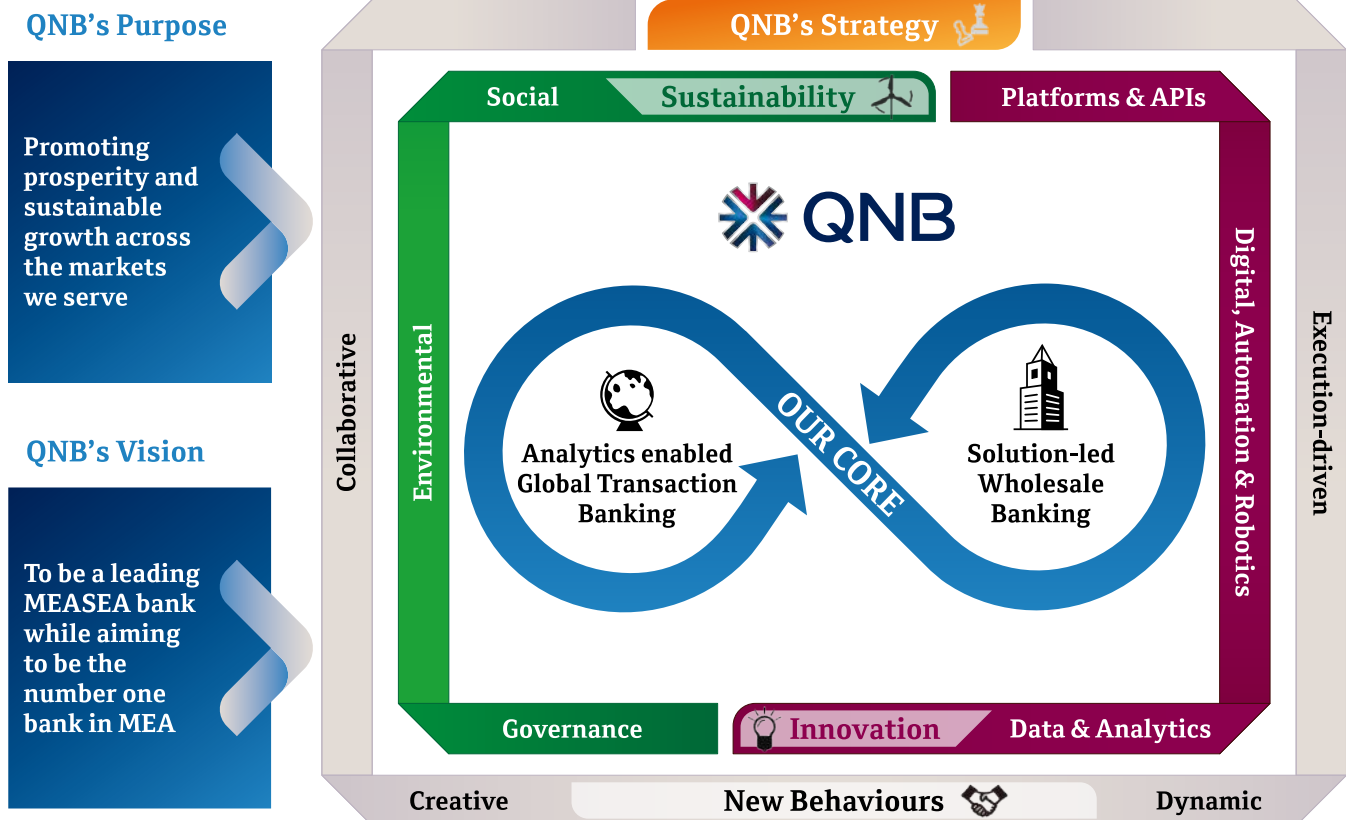 QNB’s Purpose
Promoting
prosperity and
sustainable
growth across
the markets
we serve
QNB’s Vision
To be a leading
MEASEA bank
while aiming
to be the
number one
bank in MEA
QNB’s Strategy
Social
Sustainability
Platforms & APIs
Collaborative
Environmental
QNB
Digital, Automation & Robotics
Execution-driven
OUR CORE
Analytics enabled
Global Transaction
Banking
Solution-led
Wholesale
Banking
Governance
Innovation
Data & Analytics
Creative
New Behaviours
Dynamic